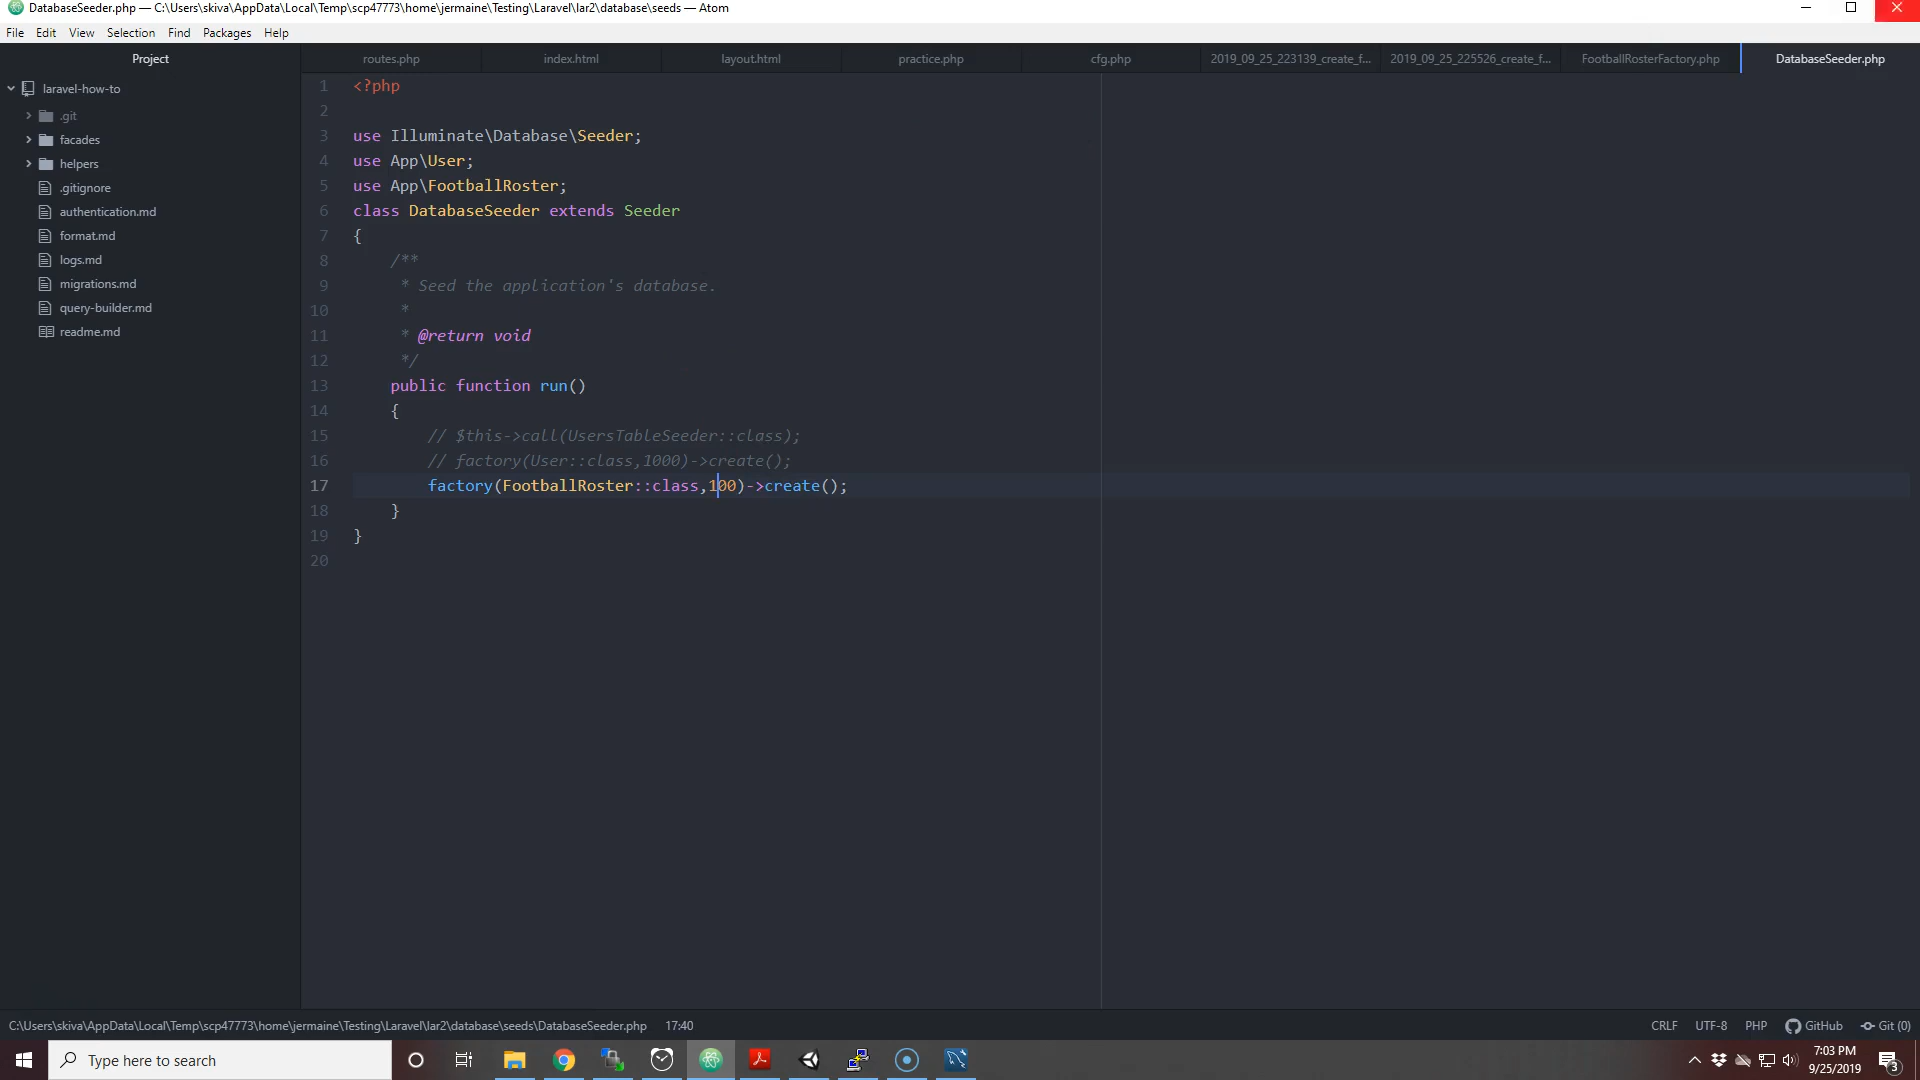 DatabaseSeeder.php — C:\Users\skiva\AppData\Local\Temp\scp47773\home\jermaine\Testing\Laravel\lar2\database\seeds — Atom
File Edit View Selection Find Packages Help
Project
routes.php index.html layout.html practice.php cfg.php 2019_09_25_223139_create_f... 2019_09_25_225526_create_f... FootballRosterFactory.php DatabaseSeeder.php
laravel-how-to
.git
facades
helpers
.gitignore
authentication.md
format.md
logs.md
migrations.md
query-builder.md
readme.md
1 <?php
2
3 use Illuminate\Database\Seeder;
4 use App\User;
5 use App\FootballRoster;
6 class DatabaseSeeder extends Seeder
7 {
8     /**
9      * Seed the application's database.
10      *
11      * @return void
12      */
13     public function run()
14     {
15         // $this->call(UsersTableSeeder::class);
16         // factory(User::class,1000)->create();
17         factory(FootballRoster::class,100)->create();
18     }
19 }
20
C:\Users\skiva\AppData\Local\Temp\scp47773\home\jermaine\Testing\Laravel\lar2\database\seeds\DatabaseSeeder.php 17:40 CRLF UTF-8 PHP GitHub Git (0)
Type here to search
7:03 PM
9/25/2019
3